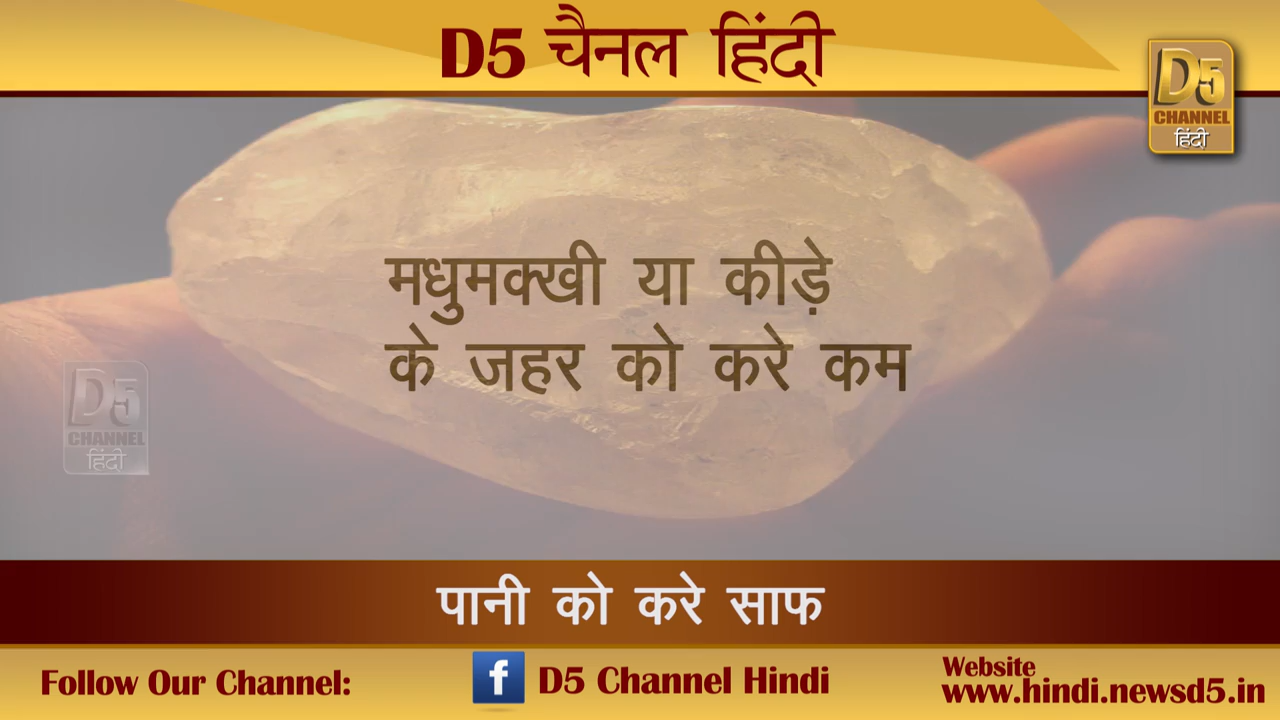 D5 चैनल हिंदी
D5
CHANNEL
हिंदी
मधुमक्खी या कीड़े
के जहर को करे कम
D5
CHANNEL
हिंदी
पानी को करे साफ
Follow Our Channel:
f D5 Channel Hindi
Website
www.hindi.newsd5.in